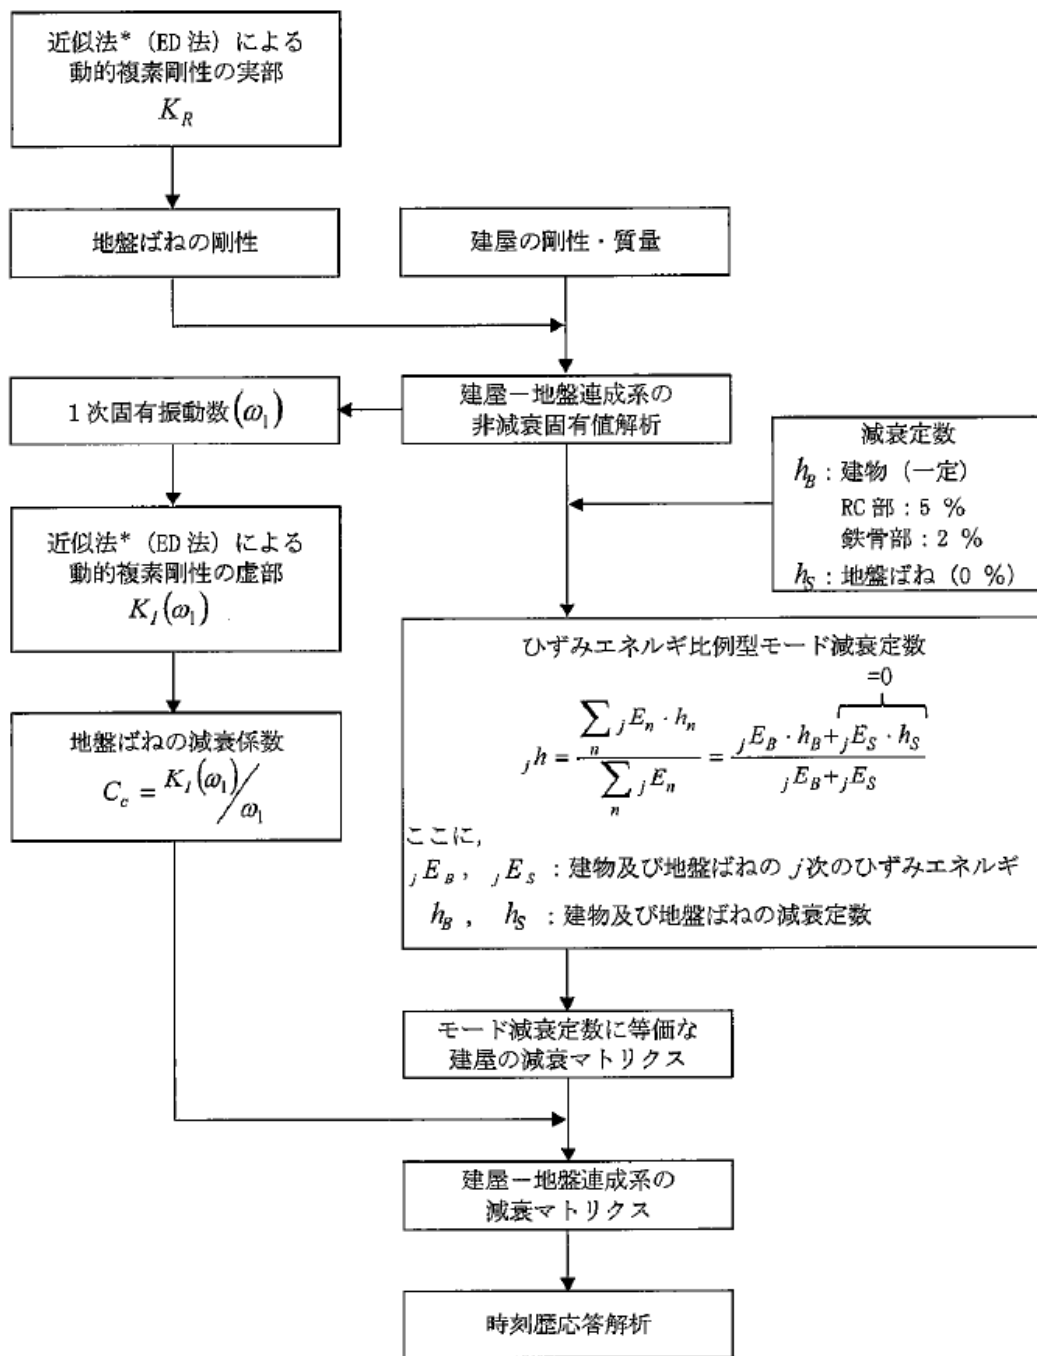 近似法*(ED法)による
動的複素剛性の実部
K_R
地盤ばねの剛性
建屋の剛性・質量
建屋－地盤連成系の
非減衰固有値解析
1次固有振動数(ω₁)
減衰定数
h_B：建物（一定）
RC部：5 %
鉄骨部：2 %
h_S：地盤ばね（0 %）
近似法*(ED法)による
動的複素剛性の虚部
K_I(ω₁)
地盤ばねの減衰係数
C_c = K_I(ω₁)/ω₁
ひずみエネルギ比例型モード減衰定数
=0
_jh = Σ_n _jE_n・h_n / Σ_n _jE_n = (_jE_B・h_B + _jE_S・h_S) / (_jE_B + _jE_S)
ここに,
_jE_B, _jE_S：建物及び地盤ばねのj次のひずみエネルギ
h_B, h_S：建物及び地盤ばねの減衰定数
モード減衰定数に等価な
建屋の減衰マトリクス
建屋－地盤連成系の
減衰マトリクス
時刻歴応答解析